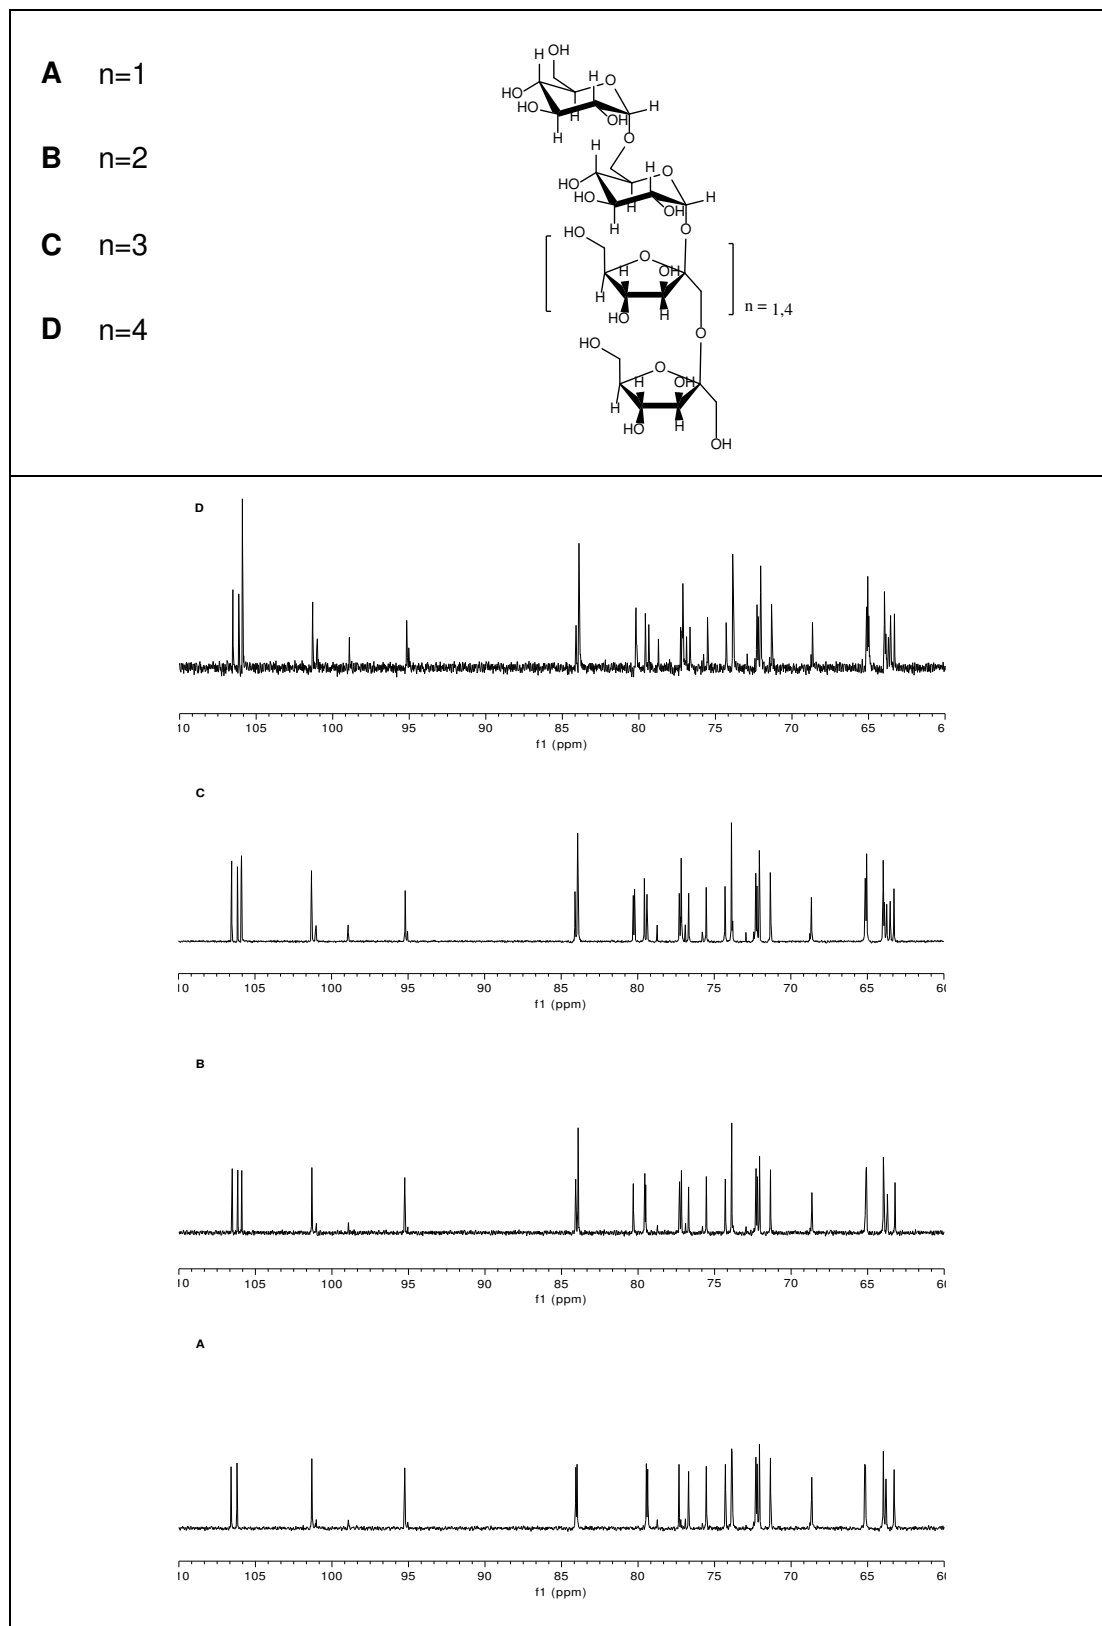 A n=1
B n=2
C n=3
D n=4
H OH
H O
HO H
HO H OH
H O
H
H O
HO H
HO H OH
H O
HO
O
H OH
H
HO H
n = 1,4
O
HO
O
H OH
H
HO H
OH
D
10 105 100 95 90 85 80 75 70 65 6
f1 (ppm)
C
10 105 100 95 90 85 80 75 70 65 60
f1 (ppm)
B
10 105 100 95 90 85 80 75 70 65 60
f1 (ppm)
A
10 105 100 95 90 85 80 75 70 65 60
f1 (ppm)